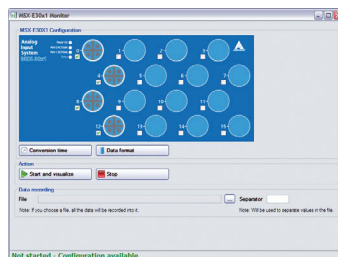 MSX-E30x1 Monitor
MSX-E30X1 Configuration
Analog
Input
System
MSX-E30x1
0
1
2
3
4
5
6
7
8
9
10
11
12
13
14
15
Conversion time
Data format
Action
Start and visualize
Stop
Data recording
File
...
Separator
Note: If you choose a file, all the data will be recorded into it.
Note: Will be used to separate values in the file.
Not started - Configuration available